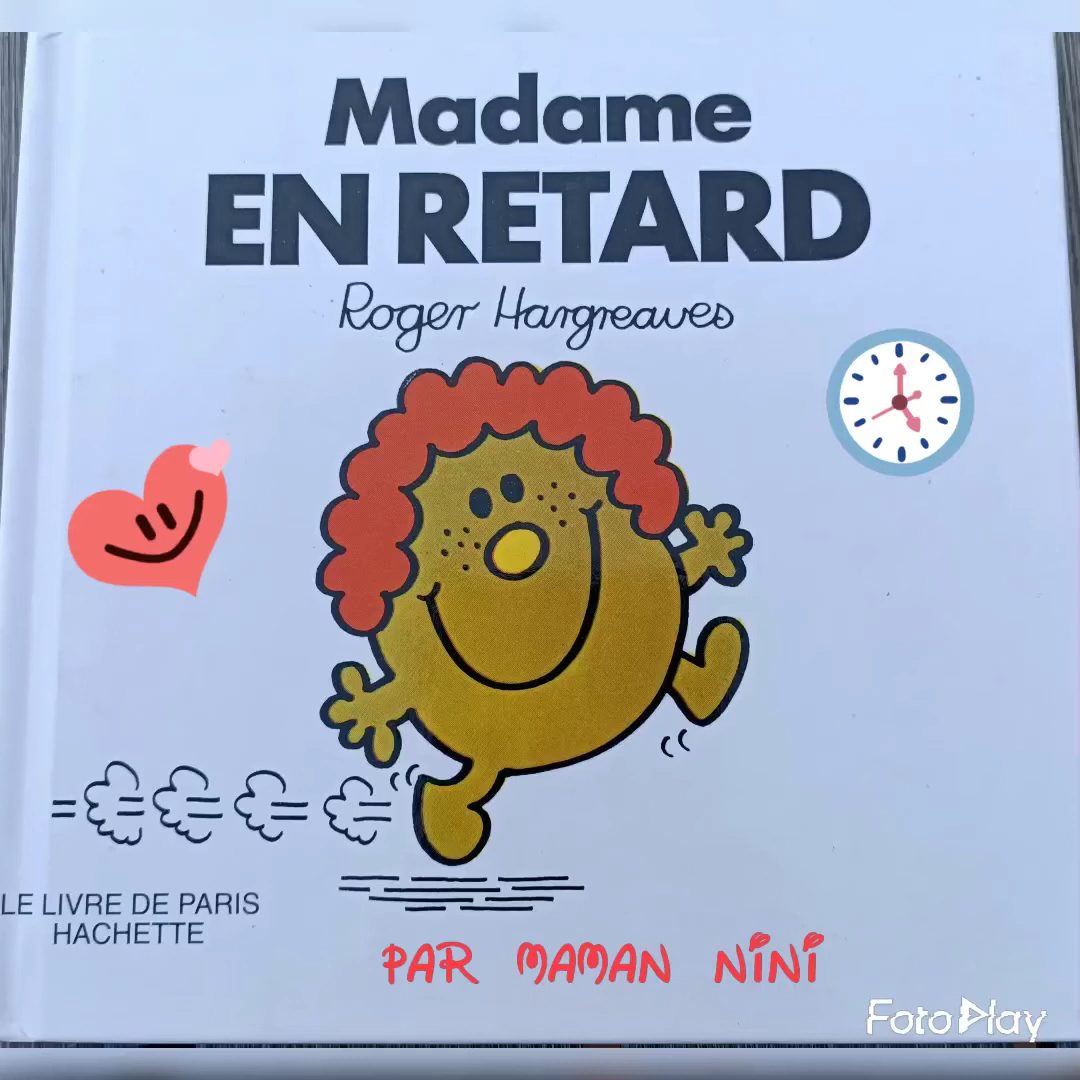 Madame
EN RETARD
Roger Hargreaves
LE LIVRE DE PARIS
HACHETTE
PAR MAMAN NINI
FotoPlay